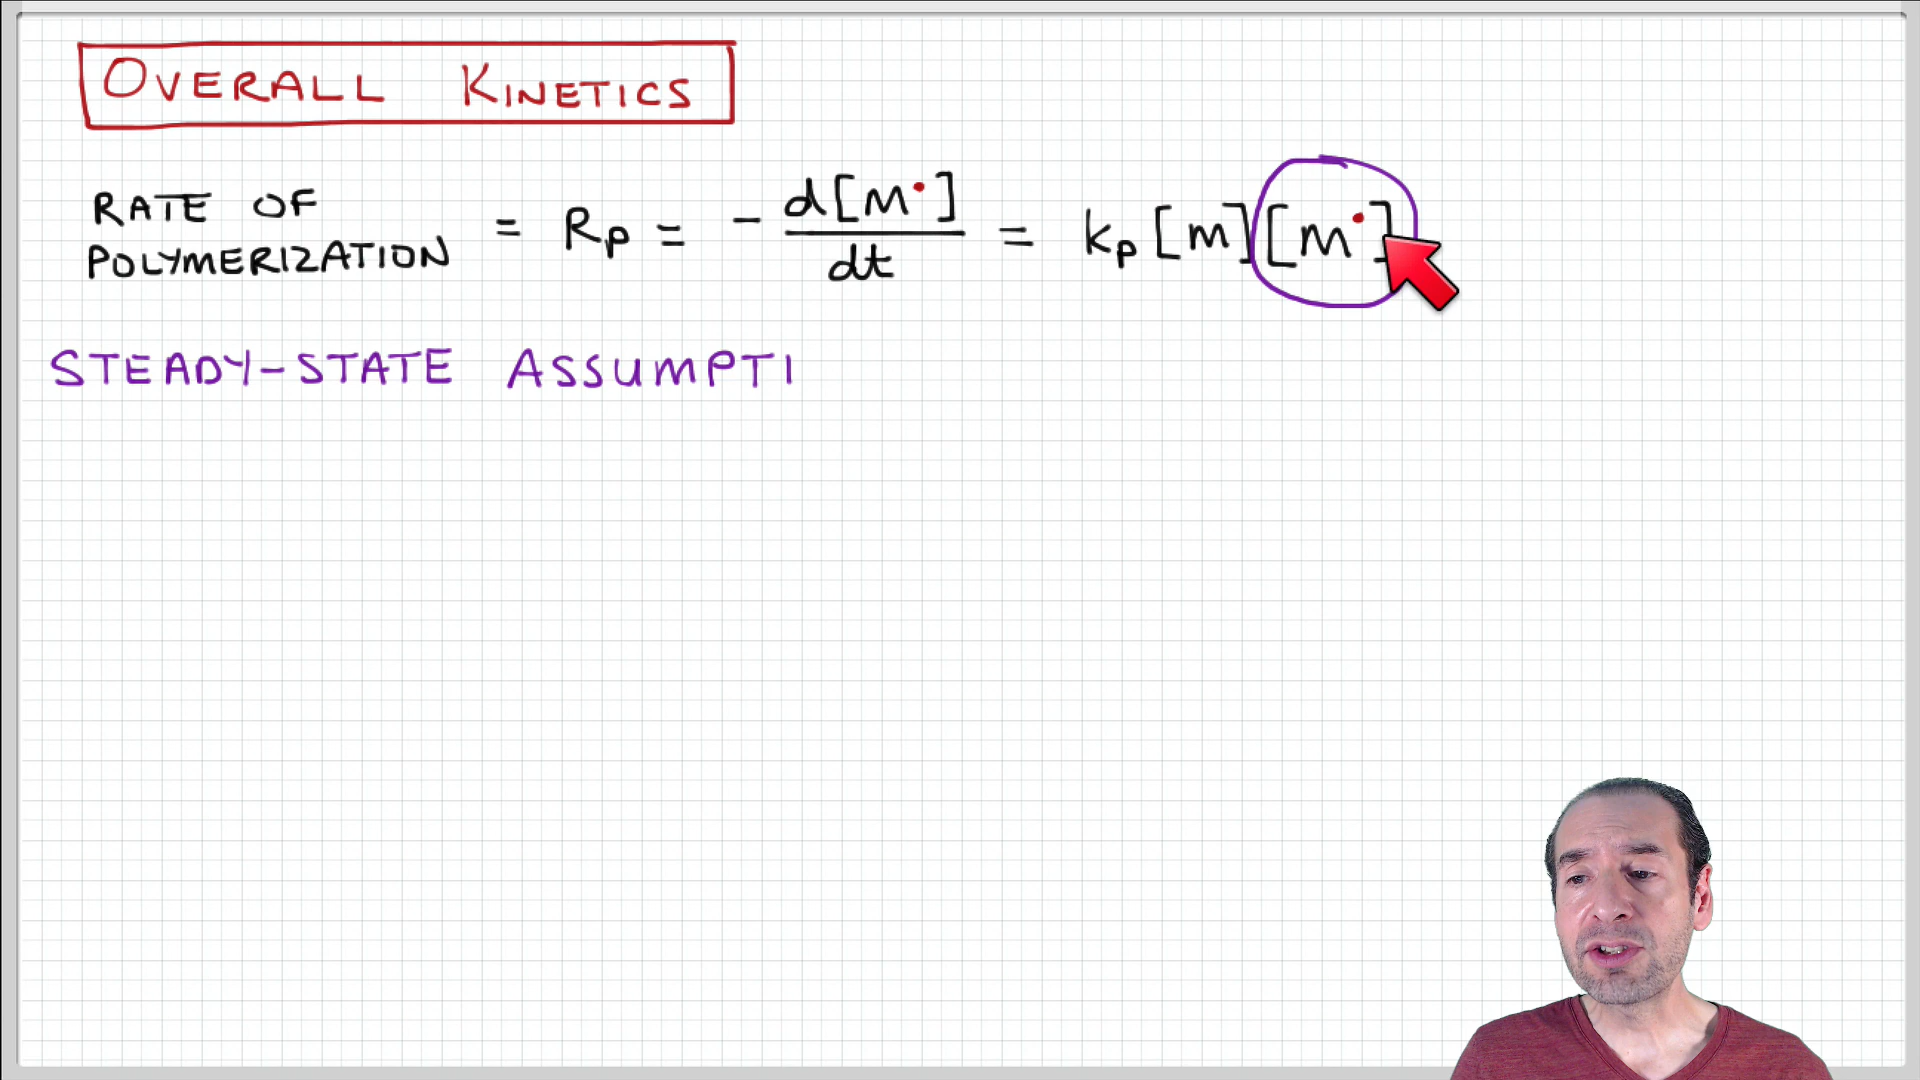 OVERALL KINETICS
RATE OF POLYMERIZATION = Rp = - d[M•]/dt = kp [M][M•]
STEADY-STATE ASSUMPTI